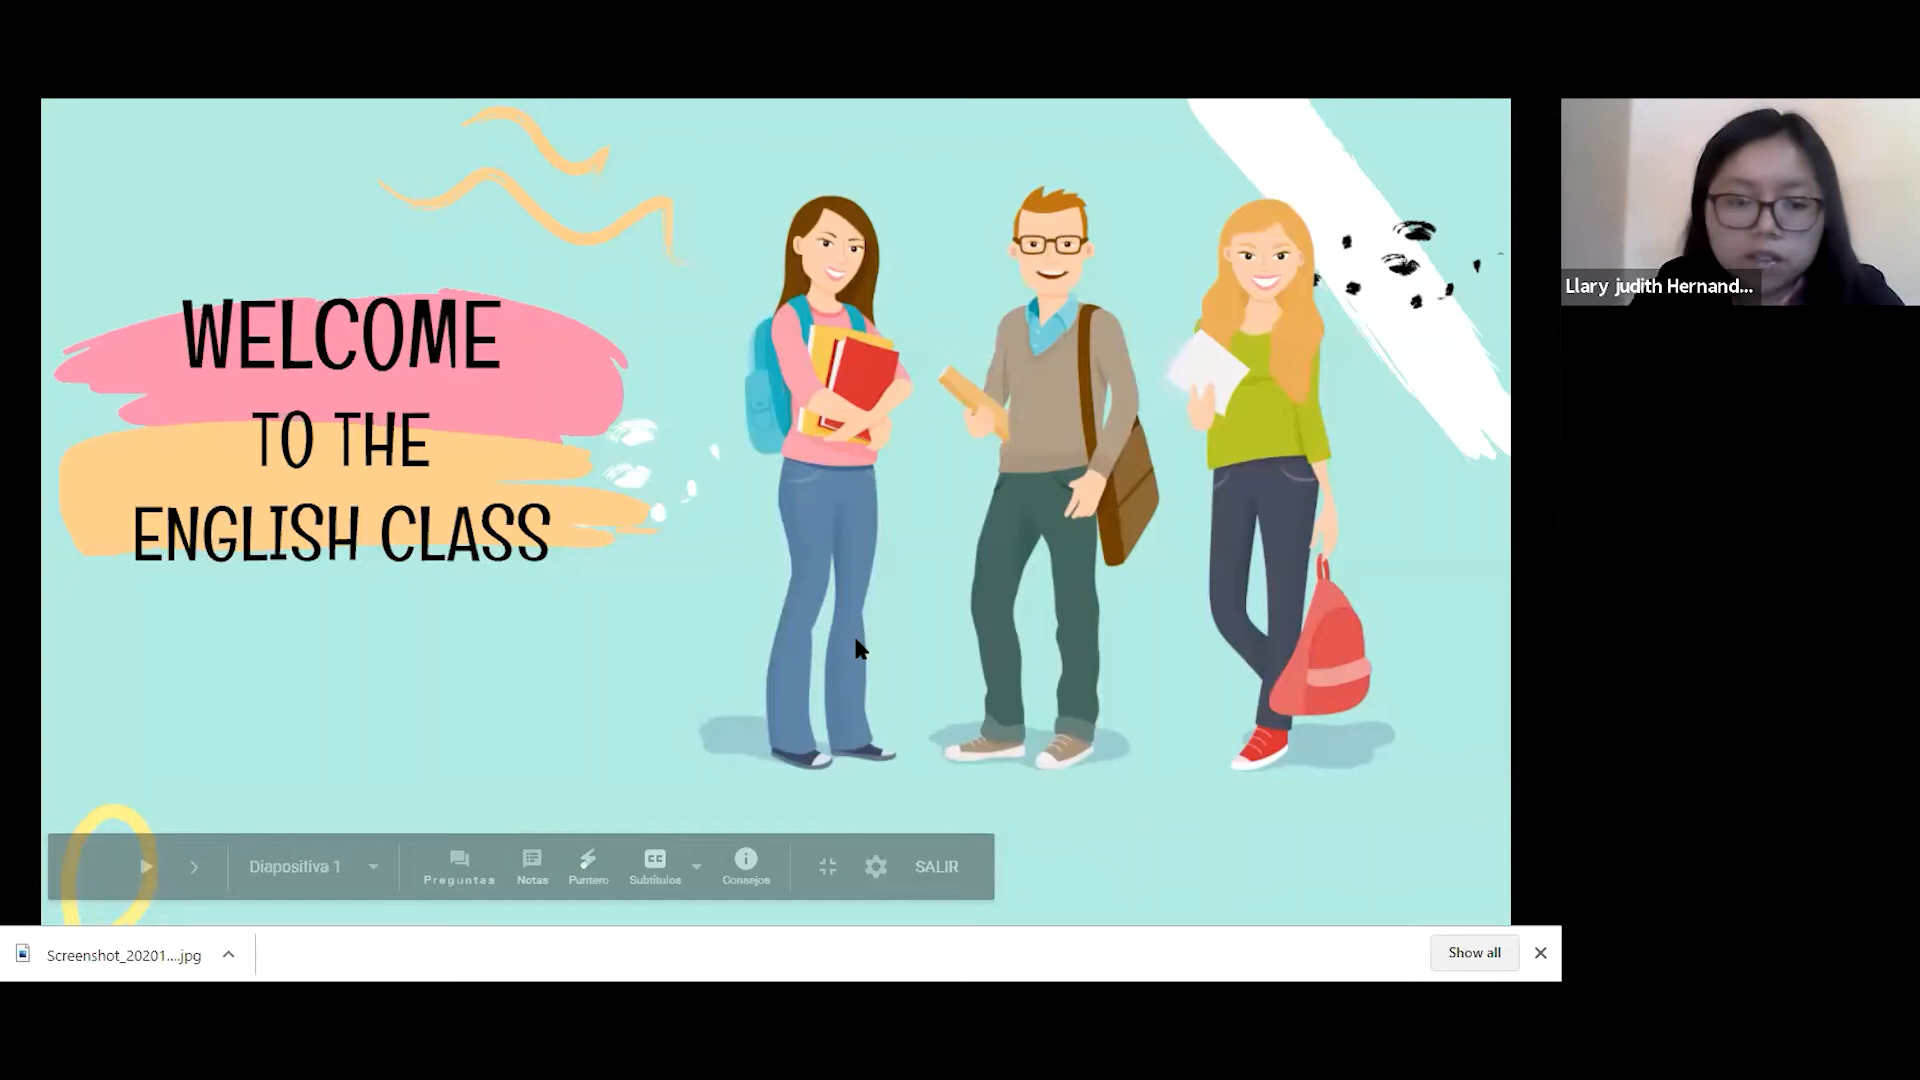 WELCOME
TO THE
ENGLISH CLASS
Llary judith Hernand...
Diapositiva 1
Preguntas
Notas
Puntero
CC
Subtítulos
Consejos
SALIR
Screenshot_20201....jpg
Show all